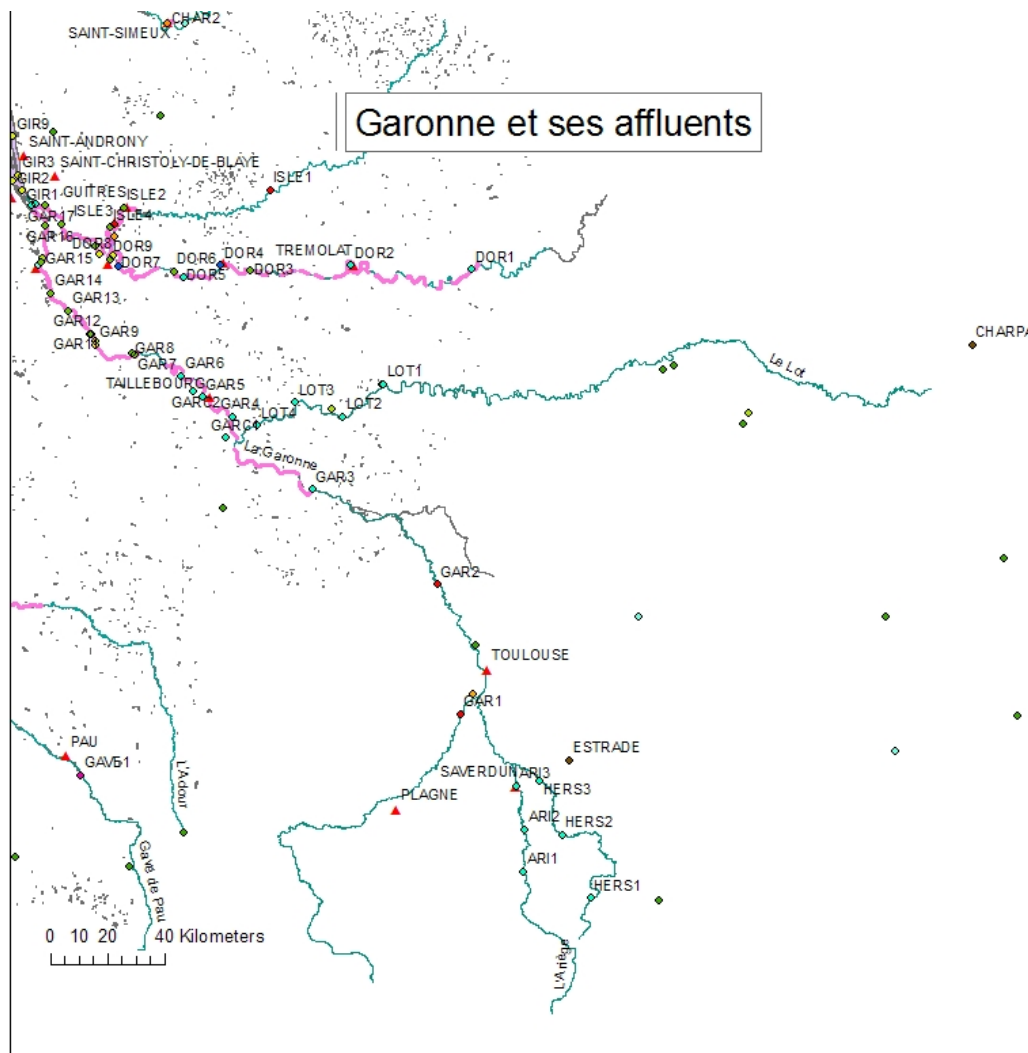 CHAR2
SAINT-SIMEUX
Garonne et ses affluents
GIR9
SAINT-ANDRONY
GIR3 SAINT-CHRISTOLY-DE-BLAYE
GIR2
ISLE1
GIR1
GUITRES
ISLE2
GAR17
ISLE3
ISLE4
GAR16
DOR8
DOR9
GAR15
DOR7
DOR6
DOR4
TREMOLAT
DOR2
DOR1
DOR5
DOR3
GAR14
GAR13
GAR12
GAR9
CHARPA
GAR8
GAR7
GAR6
Le Lot
TAILLEBOURG
GAR5
LOT1
LOT3
GAR4
LOT4
LOT2
La Garonne
GAR3
GAR2
TOULOUSE
GAR1
PAU
ESTRADE
GAVE1
L'Adour
SAVERDUN
ARI3
HERS3
PLAGNE
ARI2
HERS2
ARI1
Gave de Pau
HERS1
0 10 20 40 Kilometers
L'Ariège